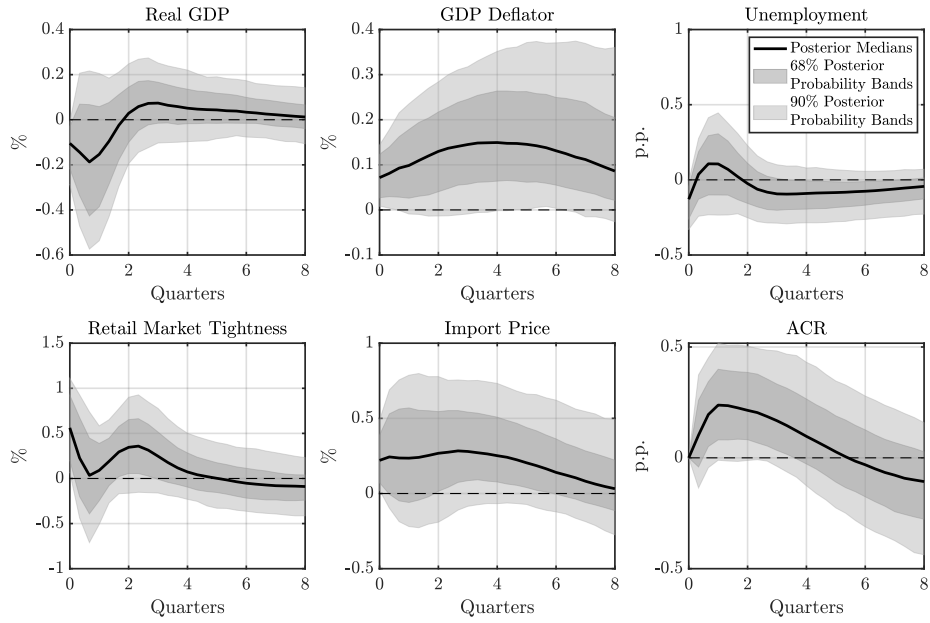 Real GDP
GDP Deflator
Unemployment
0.4
0.2
0
-0.2
-0.4
-0.6
%
0 2 4 6 8
Quarters
0.4
0.3
0.2
0.1
0
0.1
%
0 2 4 6 8
Quarters
1
0.5
0
-0.5
p.p.
Posterior Medians
68% Posterior
Probability Bands
90% Posterior
Probability Bands
0 2 4 6 8
Quarters
Retail Market Tightness
Import Price
ACR
1.5
1
0.5
0
-0.5
-1
%
0 2 4 6 8
Quarters
1
0.5
0
-0.5
%
0 2 4 6 8
Quarters
0.5
0
-0.5
p.p.
0 2 4 6 8
Quarters